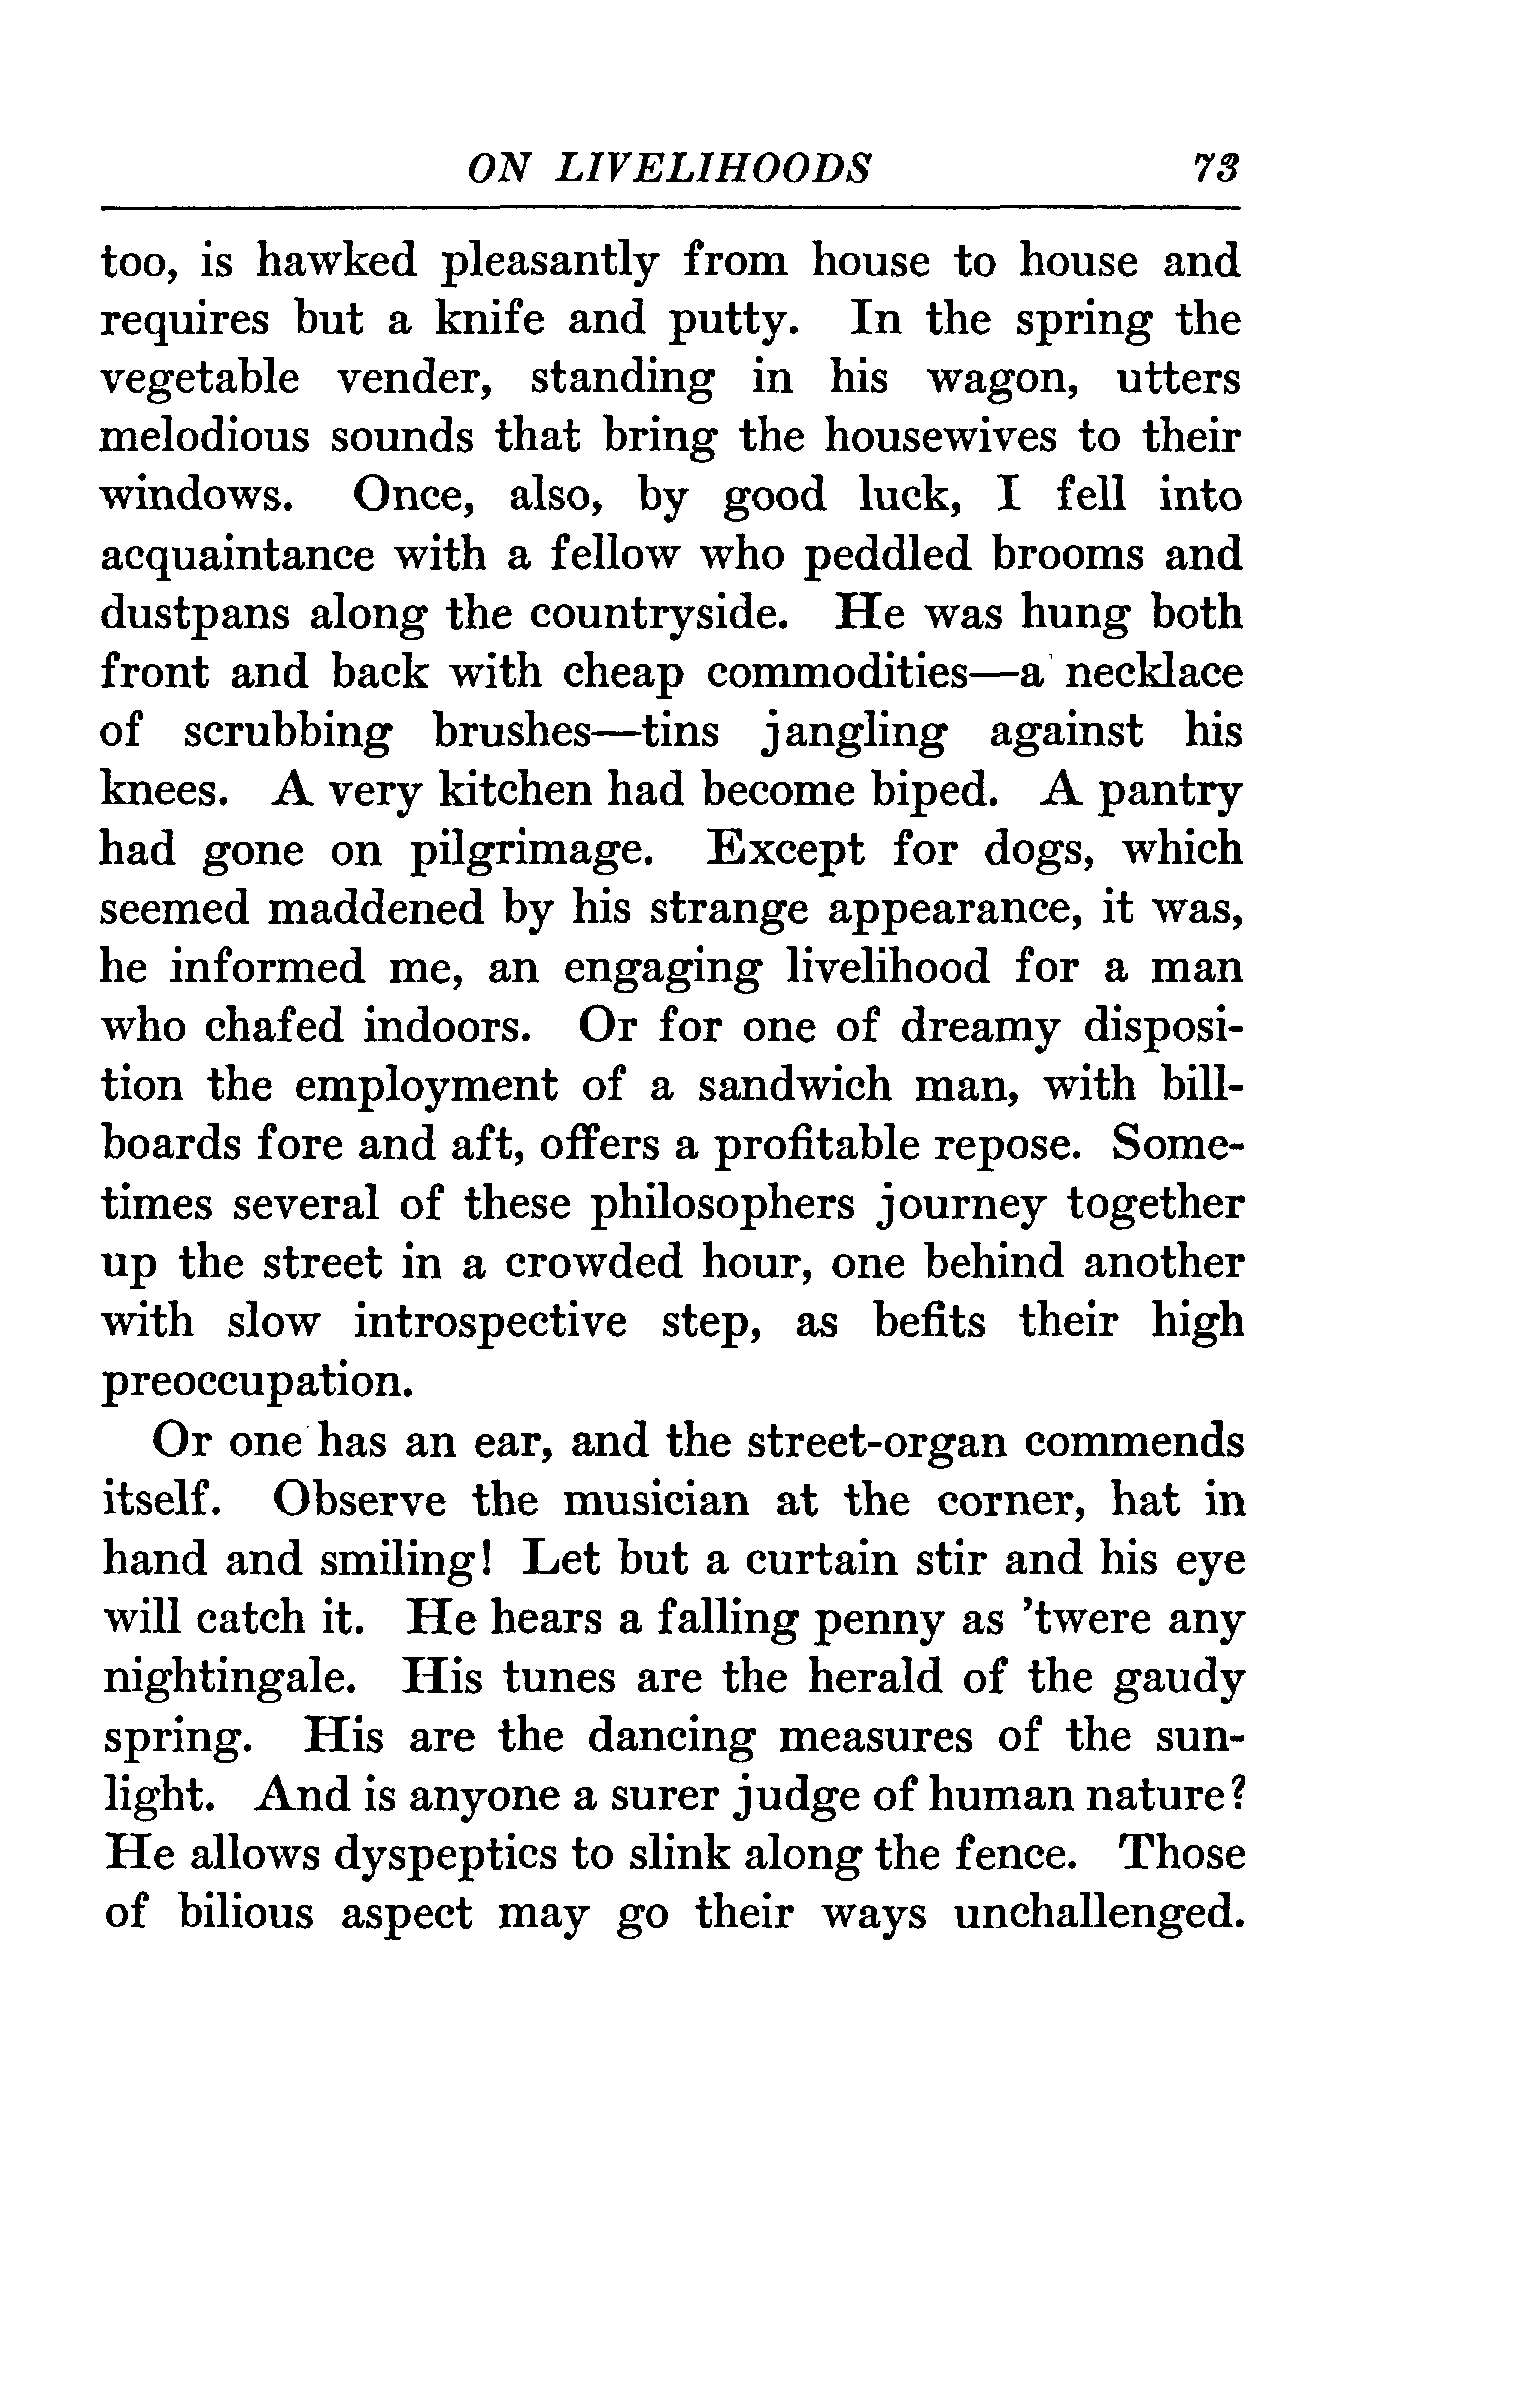 ON LIVELIHOODS 73
too, is hawked pleasantly from house to house and
requires but a knife and putty. In the spring the
vegetable vender, standing in his wagon, utters
melodious sounds that bring the housewives to their
windows. Once, also, by good luck, I fell into
acquaintance with a fellow who peddled brooms and
dustpans along the countryside. He was hung both
front and back with cheap commodities—a necklace
of scrubbing brushes—tins jangling against his
knees. A very kitchen had become biped. A pantry
had gone on pilgrimage. Except for dogs, which
seemed maddened by his strange appearance, it was,
he informed me, an engaging livelihood for a man
who chafed indoors. Or for one of dreamy disposi-
tion the employment of a sandwich man, with bill-
boards fore and aft, offers a profitable repose. Some-
times several of these philosophers journey together
up the street in a crowded hour, one behind another
with slow introspective step, as befits their high
preoccupation.
Or one has an ear, and the street-organ commends
itself. Observe the musician at the corner, hat in
hand and smiling! Let but a curtain stir and his eye
will catch it. He hears a falling penny as ’twere any
nightingale. His tunes are the herald of the gaudy
spring. His are the dancing measures of the sun-
light. And is anyone a surer judge of human nature?
He allows dyspeptics to slink along the fence. Those
of bilious aspect may go their ways unchallenged.